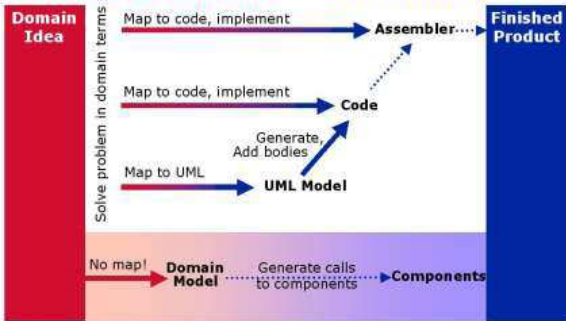 Domain
Idea
Solve problem in domain terms
Map to code, implement
Assembler
Finished
Product
Map to code, implement
Code
Generate,
Add bodies
Map to UML
UML Model
No map!
Domain
Model
Generate calls
to components
Components